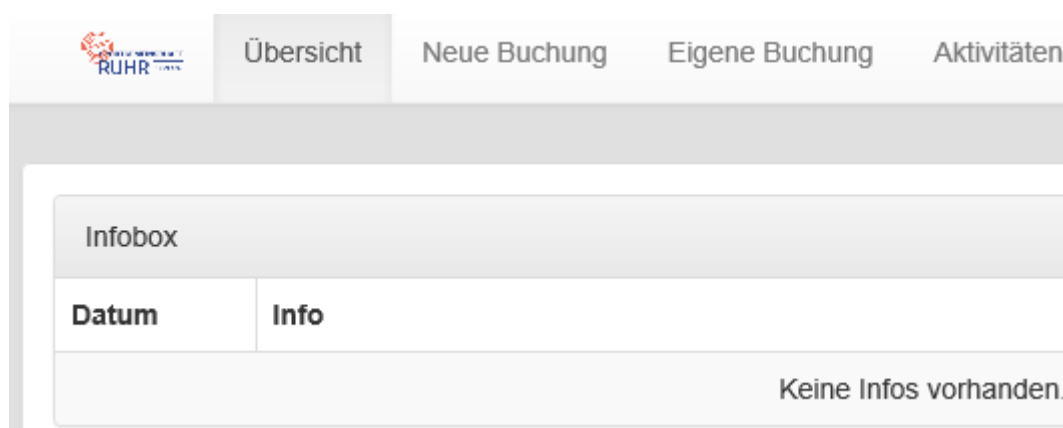 RUHR
Übersicht Neue Buchung Eigene Buchung Aktivitäten
Infobox
Datum Info
Keine Infos vorhanden.